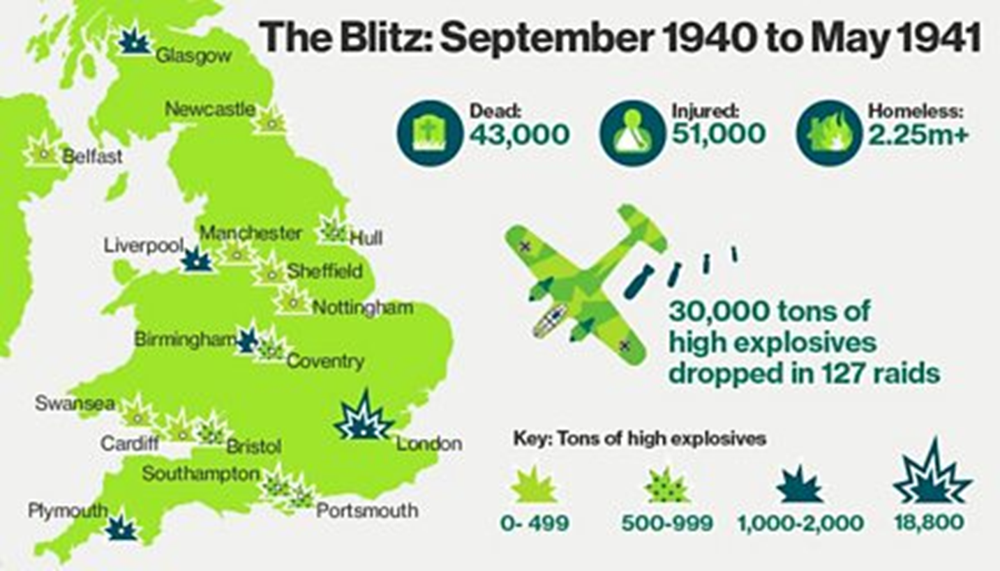 The Blitz: September 1940 to May 1941
Glasgow
Dead:
43,000
Injured:
51,000
Homeless:
2.25m+
Newcastle
Belfast
Manchester
Hull
Liverpool
Sheffield
Nottingham
30,000 tons of
high explosives
dropped in 127 raids
Birmingham
Coventry
Swansea
Cardiff
Bristol
London
Southampton
Portsmouth
Plymouth
Key: Tons of high explosives
0- 499
500-999
1,000-2,000
18,800